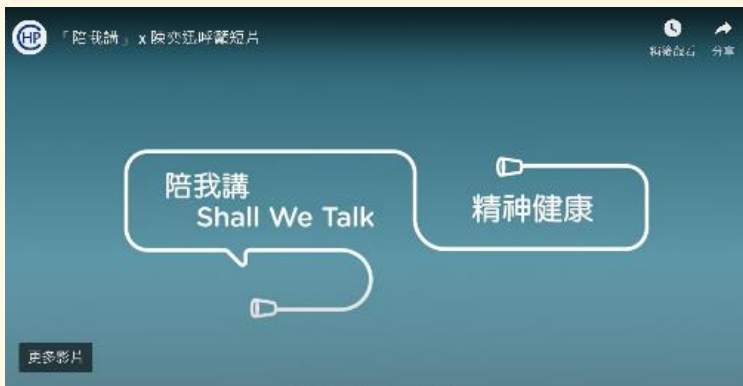 CHP 「陪我講」 x 陳奕迅呼籲短片
稍後觀看 分享
陪我講
Shall We Talk
精神健康
更多影片